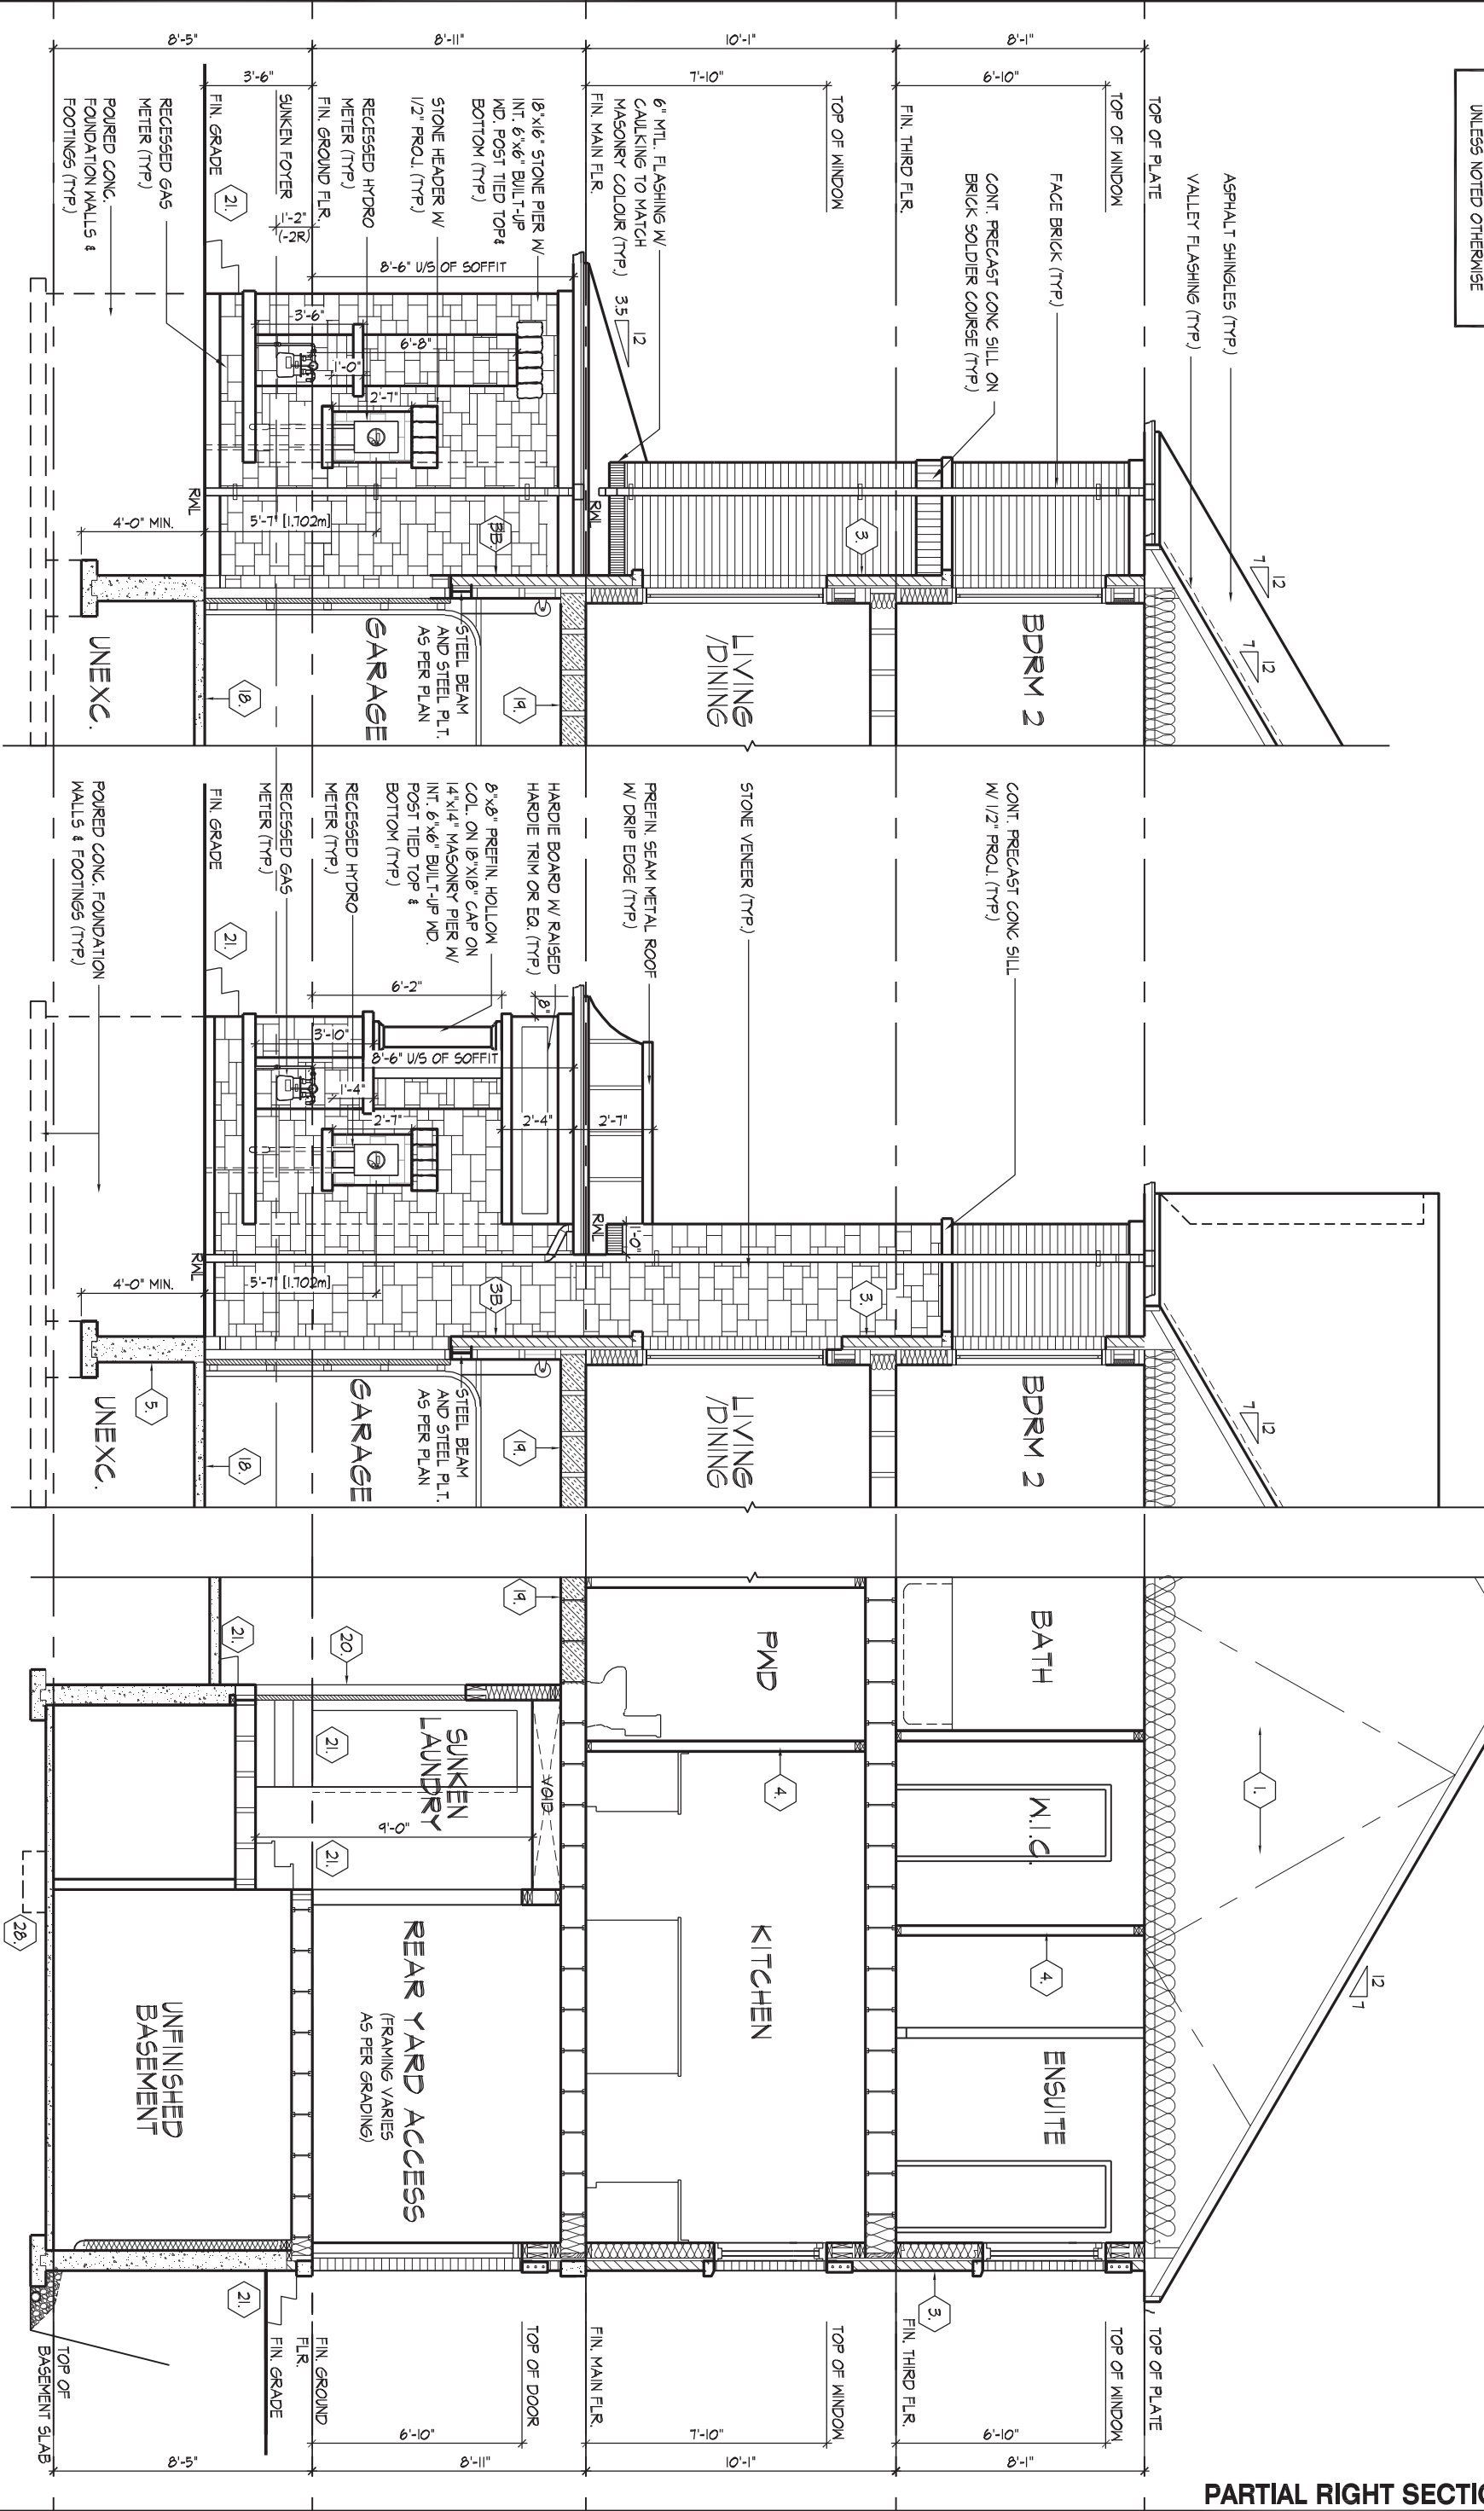 UNLESS NOTED OTHERWISE
ASPHALT SHINGLES (TYP.)
VALLEY FLASHING (TYP.)
TOP OF PLATE
TOP OF WINDOW
FACE BRICK (TYP.)
CONT. PRECAST CONC SILL ON
BRICK SOLDIER COURSE (TYP.)
FIN. THIRD FLR.
TOP OF WINDOW
6" MTL. FLASHING W/
CAULKING TO MATCH
MASONRY COLOUR (TYP.)
FIN. MAIN FLR.
18"x16" STONE PIER W/
INT. 6"x6" BUILT-UP
WD. POST TIED TOP &
BOTTOM (TYP.)
STONE HEADER W/
1/2" PROJ. (TYP.)
RECESSED HYDRO
METER (TYP.)
FIN. GROUND FLR.
SUNKEN FOYER
FIN. GRADE
RECESSED GAS
METER (TYP.)
POURED CONC.
FOUNDATION WALLS &
FOOTINGS (TYP.)
8'-1"
6'-10"
10'-1"
7'-10"
8'-11"
8'-5"
3'-6"
1'-2"
(-2R)
21.
8'-6" U/S OF SOFFIT
3'-6"
6'-8"
1'-0"
2'-7"
12
3.5
RWL
RWL
5'-7" [1.702m]
4'-0" MIN.
3B.
3.
12
7
12
7
BDRM 2
LIVING
/DINING
19.
STEEL BEAM
AND STEEL PLT.
AS PER PLAN
GARAGE
18.
UNEXC.
CONT. PRECAST CONC SILL
W/ 1/2" PROJ. (TYP.)
STONE VENEER (TYP.)
PREFIN. SEAM METAL ROOF
W/ DRIP EDGE (TYP.)
HARDIE BOARD W/ RAISED
HARDIE TRIM OR EQ. (TYP.)
8"x8" PREFIN. HOLLOW
COL. ON 18"X18" CAP ON
14"x14" MASONRY PIER W/
INT. 6"x6" BUILT-UP WD.
POST TIED TOP &
BOTTOM (TYP.)
RECESSED HYDRO
METER (TYP.)
RECESSED GAS
METER (TYP.)
FIN. GRADE
POURED CONC. FOUNDATION
WALLS & FOOTINGS (TYP.)
21.
6'-2"
8"
3'-10"
8'-6" U/S OF SOFFIT
1'-4"
2'-7"
2'-4"
2'-7"
1'-0"
RWL
RWL
5'-7" [1.702m]
4'-0" MIN.
3B.
3.
12
7
BDRM 2
LIVING
/DINING
19.
STEEL BEAM
AND STEEL PLT.
AS PER PLAN
GARAGE
18.
5.
UNEXC.
1.
12
7
BATH
W.I.C.
4.
ENSUITE
PWD
4.
KITCHEN
19.
20.
21.
21.
SUNKEN
LAUNDRY
VOID
9'-0"
21.
REAR YARD ACCESS
(FRAMING VARIES
AS PER GRADING)
UNFINISHED
BASEMENT
28.
21.
3.
TOP OF PLATE
TOP OF WINDOW
FIN. THIRD FLR.
TOP OF WINDOW
FIN. MAIN FLR.
TOP OF DOOR
FIN. GROUND
FLR.
FIN. GRADE
TOP OF
BASEMENT SLAB
8'-1"
6'-10"
10'-1"
7'-10"
8'-11"
6'-10"
8'-5"
PARTIAL RIGHT